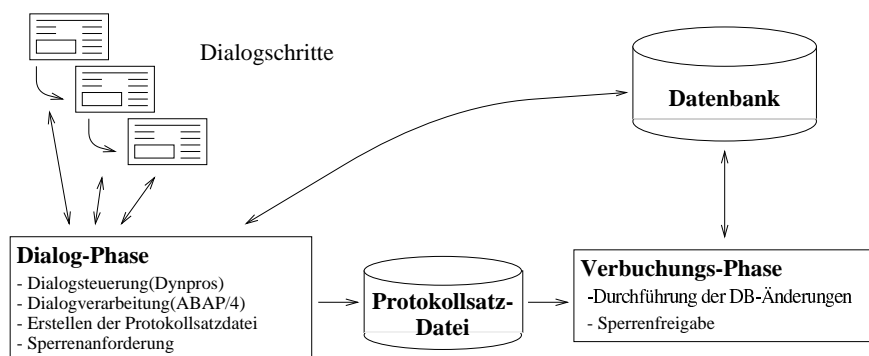 Dialogschritte
Datenbank
Dialog-Phase
- Dialogsteuerung(Dynpros)
- Dialogverarbeitung(ABAP/4)
- Erstellen der Protokollsatzdatei
- Sperrenanforderung
Protokollsatz-
Datei
Verbuchungs-Phase
-Durchführung der DB-Änderungen
- Sperrenfreigabe